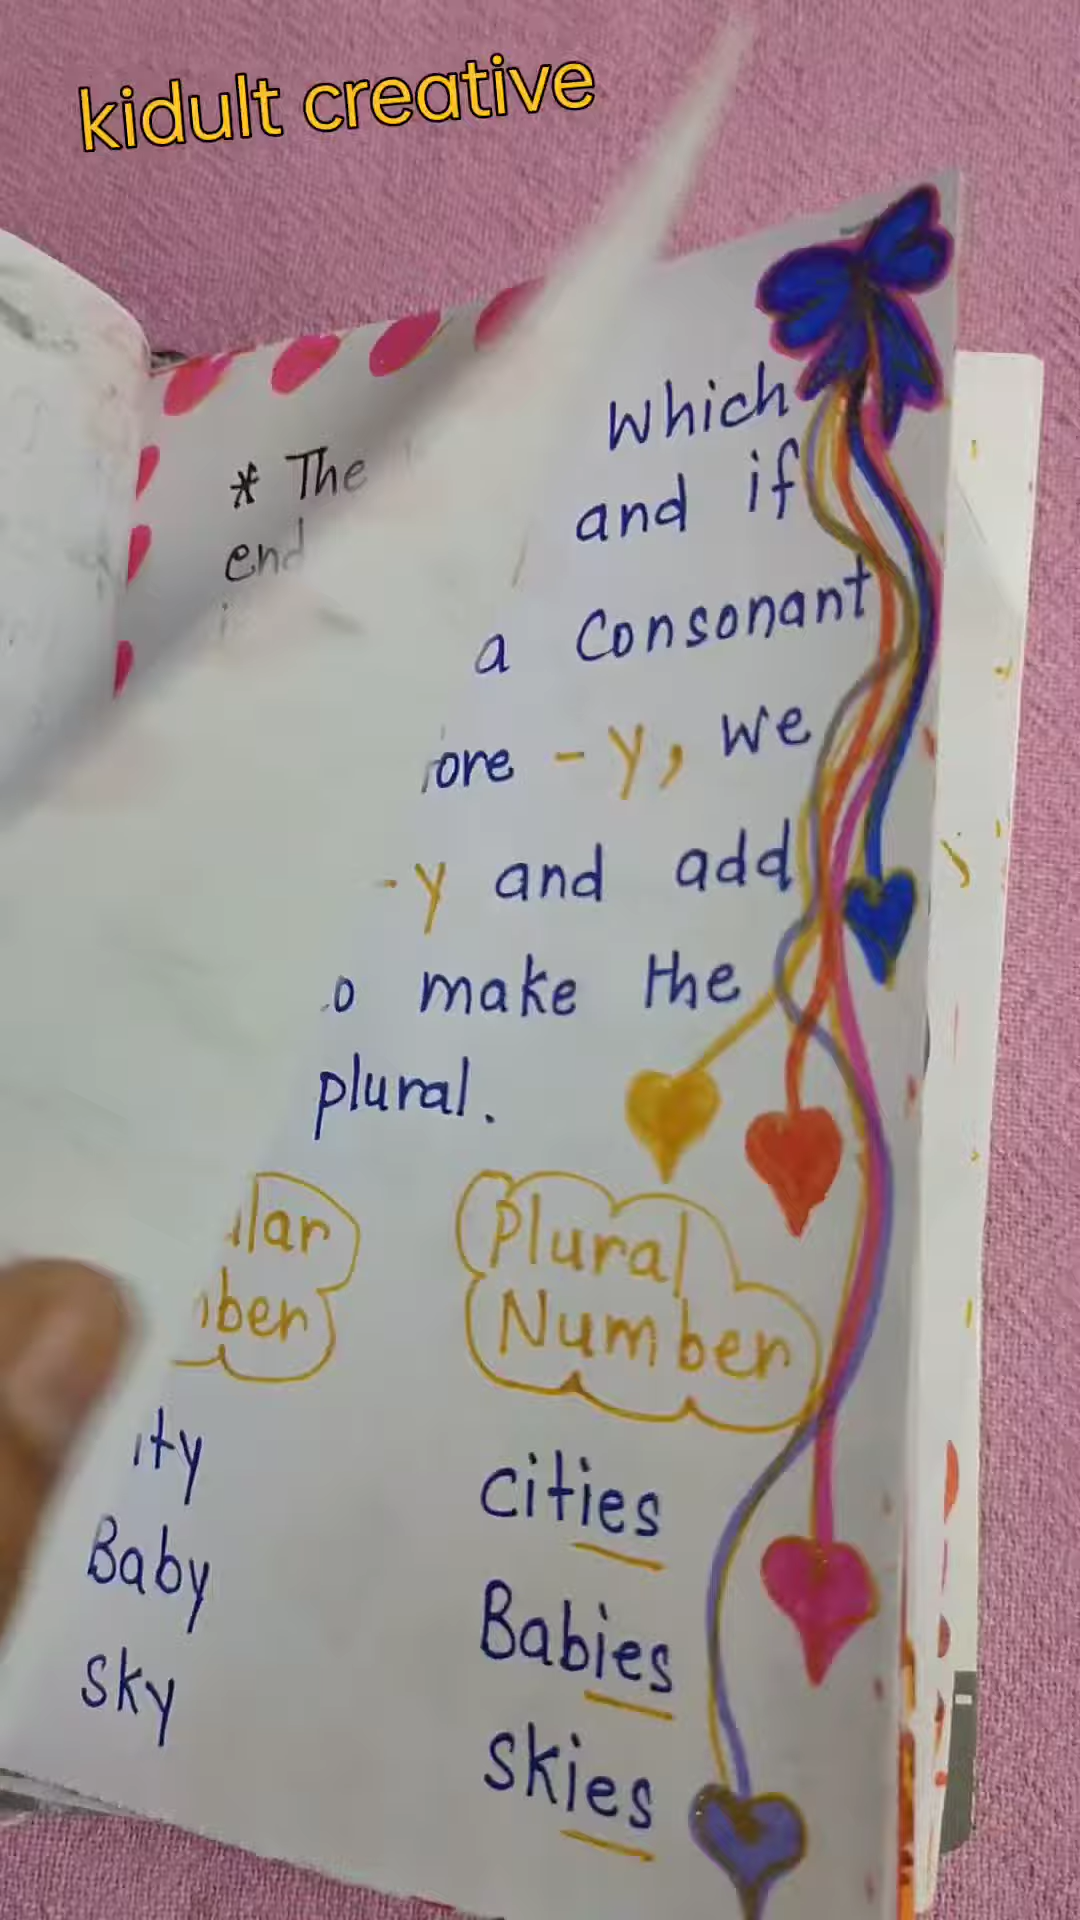 kidult creative
* The Which
end and if
a Consonant
ore - y, we
- y and add
o make the
plural.
ular Plural
ber Number
ity cities
Baby Babies
sky skies